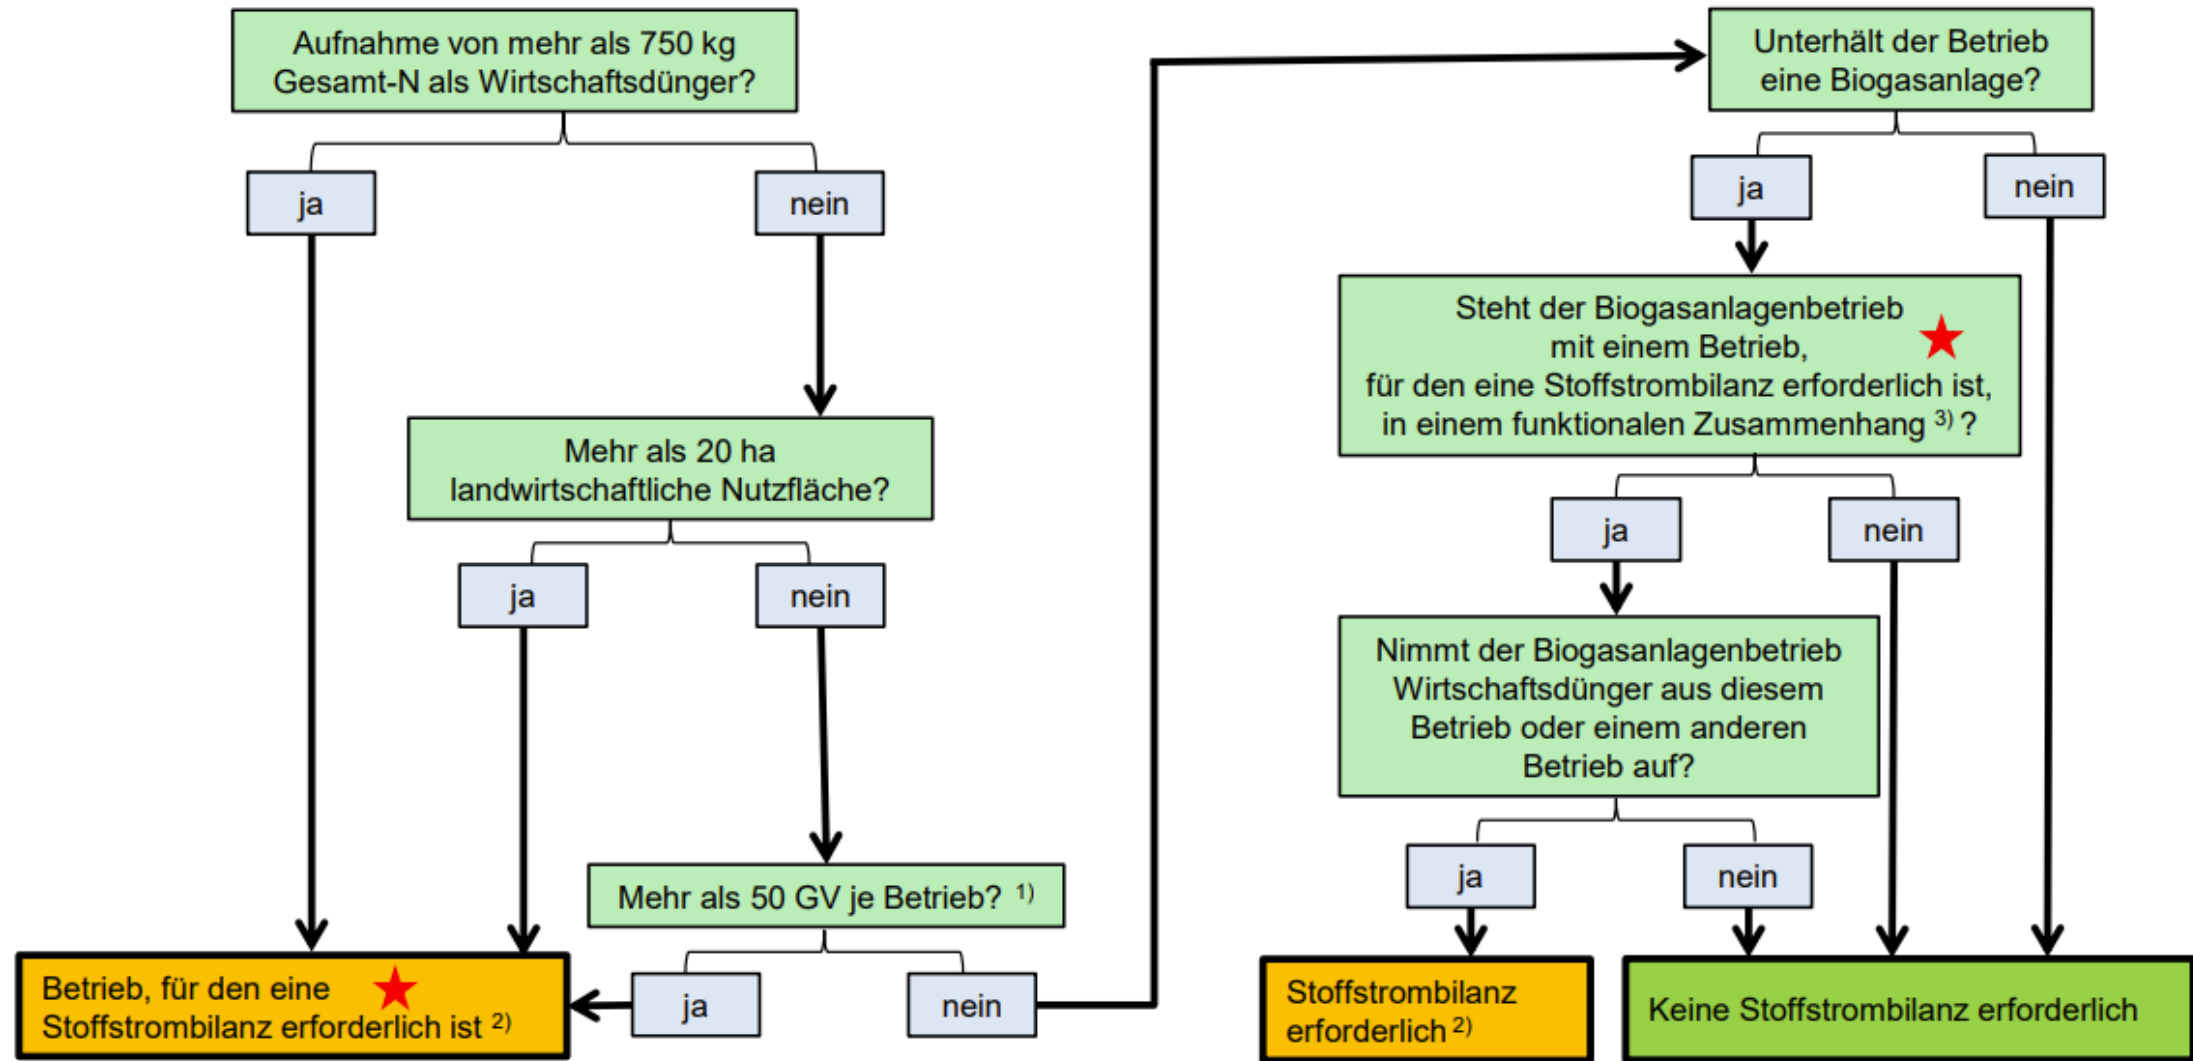 Aufnahme von mehr als 750 kg
Gesamt-N als Wirtschaftsdünger?
ja
nein
Mehr als 20 ha
landwirtschaftliche Nutzfläche?
ja
nein
Mehr als 50 GV je Betrieb? 1)
ja
nein
Betrieb, für den eine
Stoffstrombilanz erforderlich ist 2)
Unterhält der Betrieb
eine Biogasanlage?
ja
nein
Steht der Biogasanlagenbetrieb
mit einem Betrieb,
für den eine Stoffstrombilanz erforderlich ist,
in einem funktionalen Zusammenhang 3) ?
ja
nein
Nimmt der Biogasanlagenbetrieb
Wirtschaftsdünger aus diesem
Betrieb oder einem anderen
Betrieb auf?
ja
nein
Stoffstrombilanz
erforderlich 2)
Keine Stoffstrombilanz erforderlich